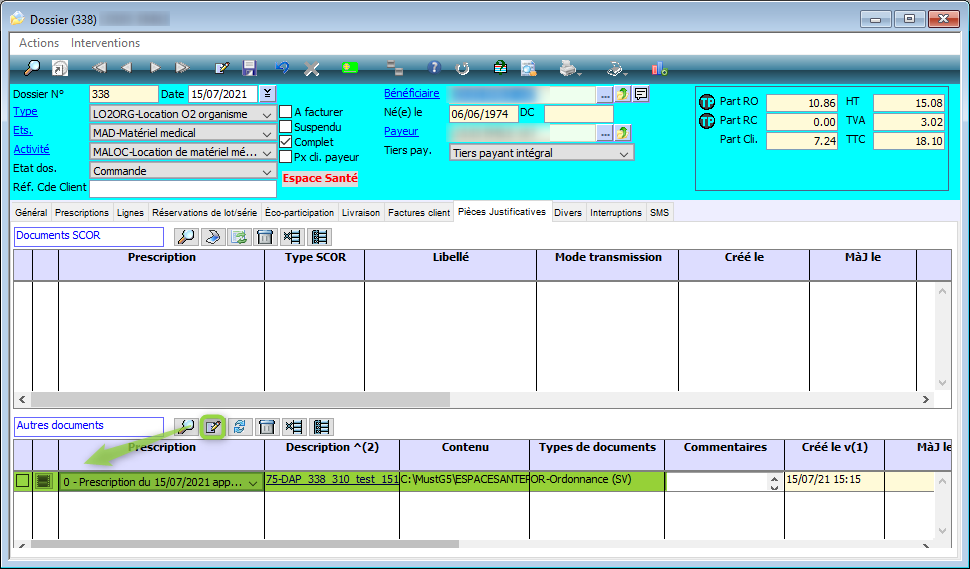 Dossier (338)
Actions Interventions
Dossier N° 338 Date 15/07/2021
Type LO2ORG-Location O2 organisme
Ets. MAD-Matériel medical
Activité MALOC-Location de matériel mé...
Etat dos. Commande
Réf. Cde Client
A facturer
Suspendu
Complet
Px cli. payeur
Espace Santé
Bénéficiaire ...
Né(e) le 06/06/1974 DC
Payeur ...
Tiers pay. Tiers payant intégral
TP Part RO 10.86 HT 15.08
TP Part RC 0.00 TVA 3.02
Part Cli. 7.24 TTC 18.10
Général Prescriptions Lignes Réservations de lot/série Éco-participation Livraison Factures client Pièces Justificatives Divers Interruptions SMS
Documents SCOR
Prescription Type SCOR Libellé Mode transmission Créé le MàJ le
Autres documents
Prescription Description ^(2) Contenu Types de documents Commentaires Créé le v(1) MàJ le
0 - Prescription du 15/07/2021 app... 75-DAP_338_310_test_151 C:\MustG5\ESPACESANTEF OR-Ordonnance (SV) 15/07/21 15:15